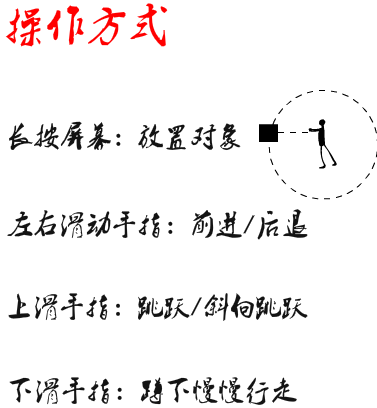 操作方式
长按屏幕：放置对象
左右滑动手指：前进/后退
上滑手指：跳跃/斜向跳跃
下滑手指：蹲下慢慢行走